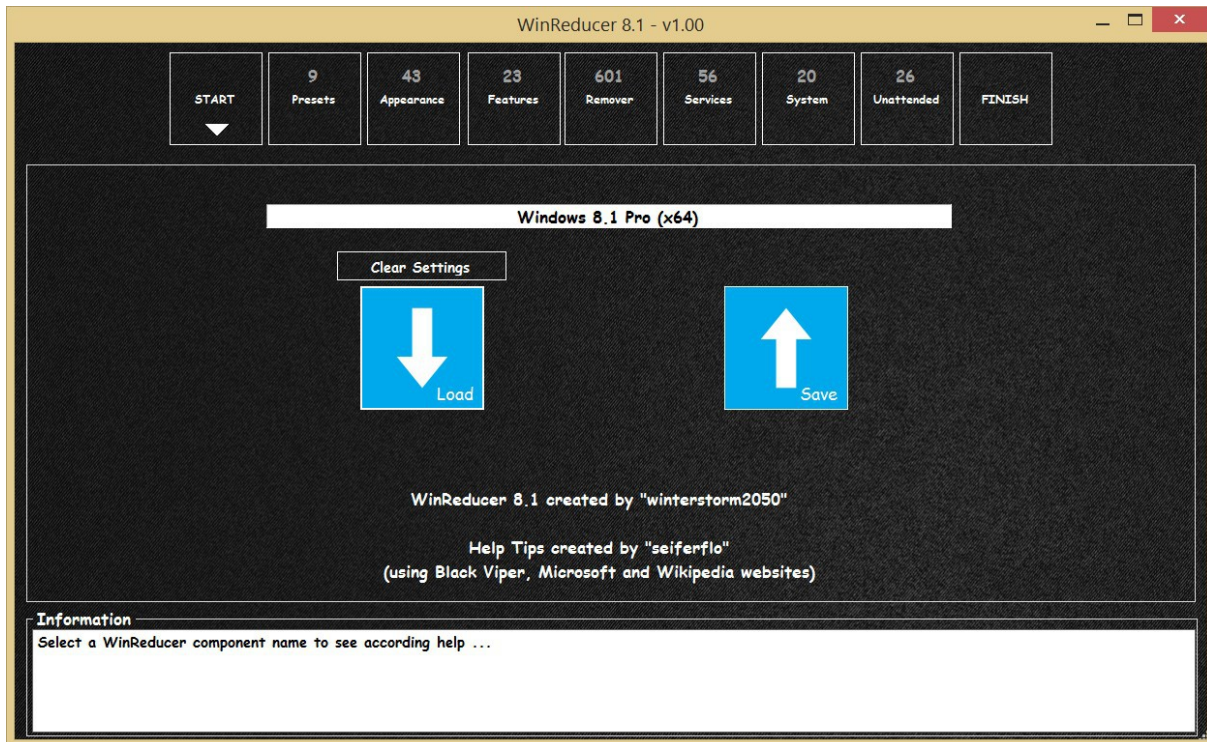 WinReducer 8.1 - v1.00
START
9
Presets
43
Appearance
23
Features
601
Remover
56
Services
20
System
26
Unattended
FINISH
Windows 8.1 Pro (x64)
Clear Settings
Load
Save
WinReducer 8.1 created by "winterstorm2050"
Help Tips created by "seiferflo"
(using Black Viper, Microsoft and Wikipedia websites)
Information
Select a WinReducer component name to see according help ...